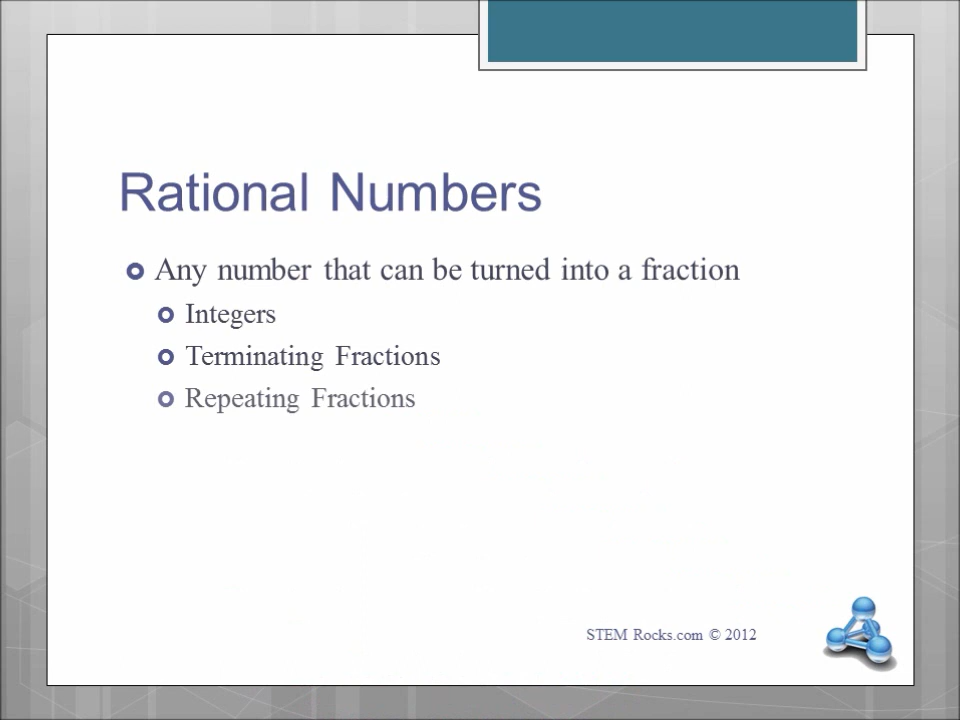 Rational Numbers
Any number that can be turned into a fraction
Integers
Terminating Fractions
Repeating Fractions
STEM Rocks.com © 2012